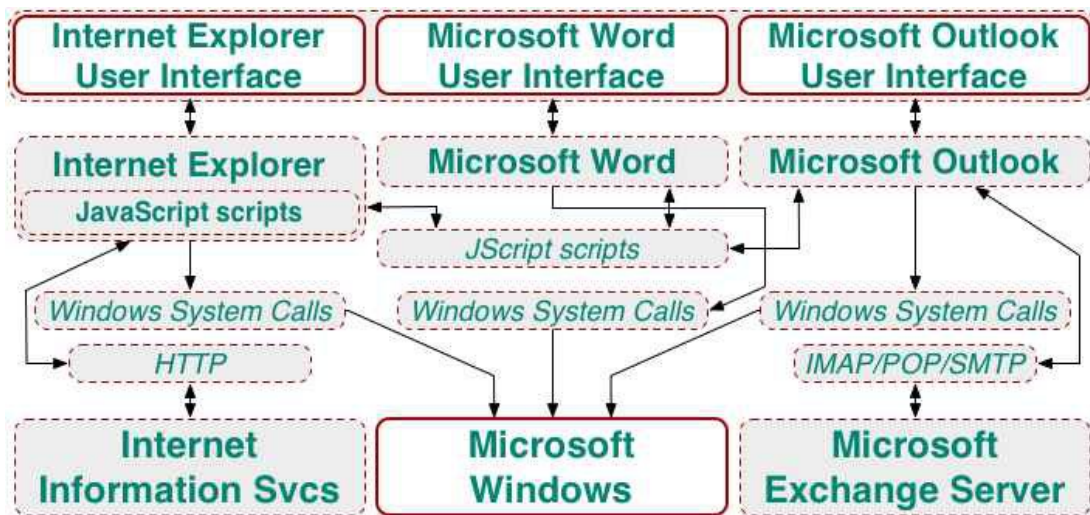 Internet Explorer
User Interface
Microsoft Word
User Interface
Microsoft Outlook
User Interface
Internet Explorer
JavaScript scripts
Microsoft Word
Microsoft Outlook
JScript scripts
Windows System Calls
Windows System Calls
Windows System Calls
HTTP
IMAP/POP/SMTP
Internet
Information Svcs
Microsoft
Windows
Microsoft
Exchange Server